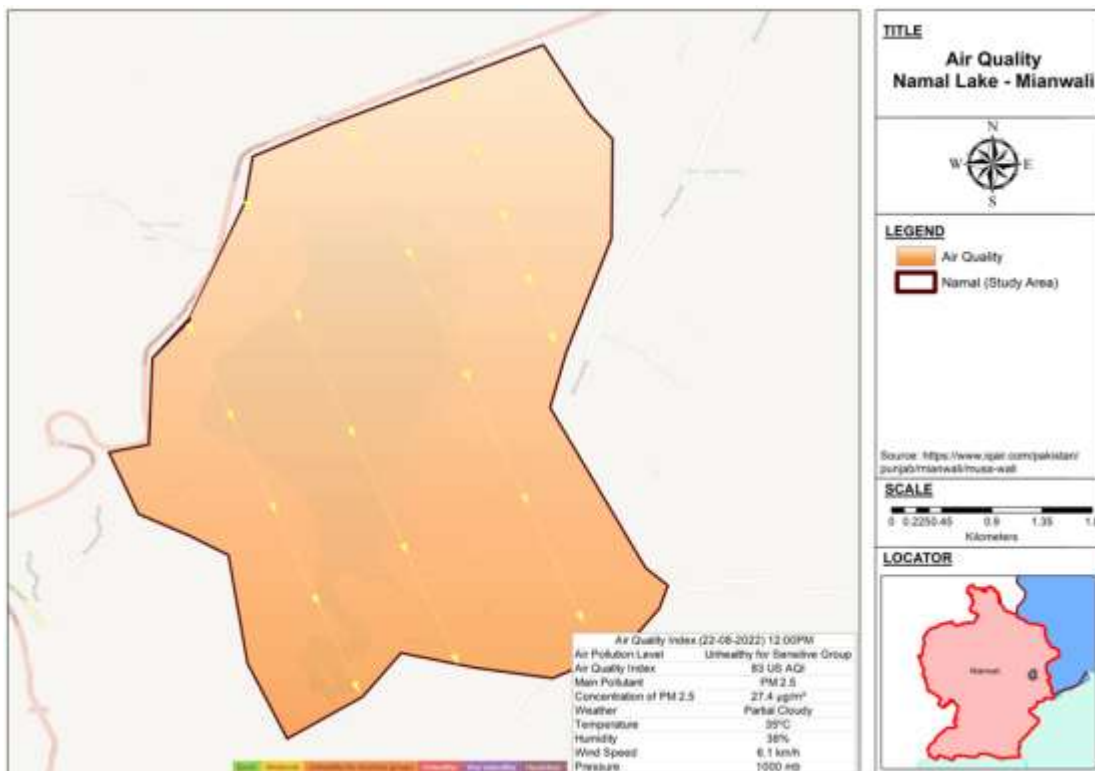 TITLE
Air Quality
Namal Lake - Mianwali
N
W
E
S
LEGEND
Air Quality
Namal (Study Area)
Source: https://www.iqair.com/pakistan/
punjab/mianwali/musa-wali
SCALE
0 0.2250.45 0.9 1.35 1.8
Kilometers
LOCATOR
Mianwali
Air Quality Index (22-08-2022) 12:00PM
Air Pollution Level Unhealthy for Sensitive Group
Air Quality Index 83 US AQI
Main Pollutant PM 2.5
Concentration of PM 2.5 27.4 µg/m³
Weather Partial Cloudy
Temperature 35°C
Humidity 38%
Wind Speed 6.1 km/h
Pressure 1000 mb